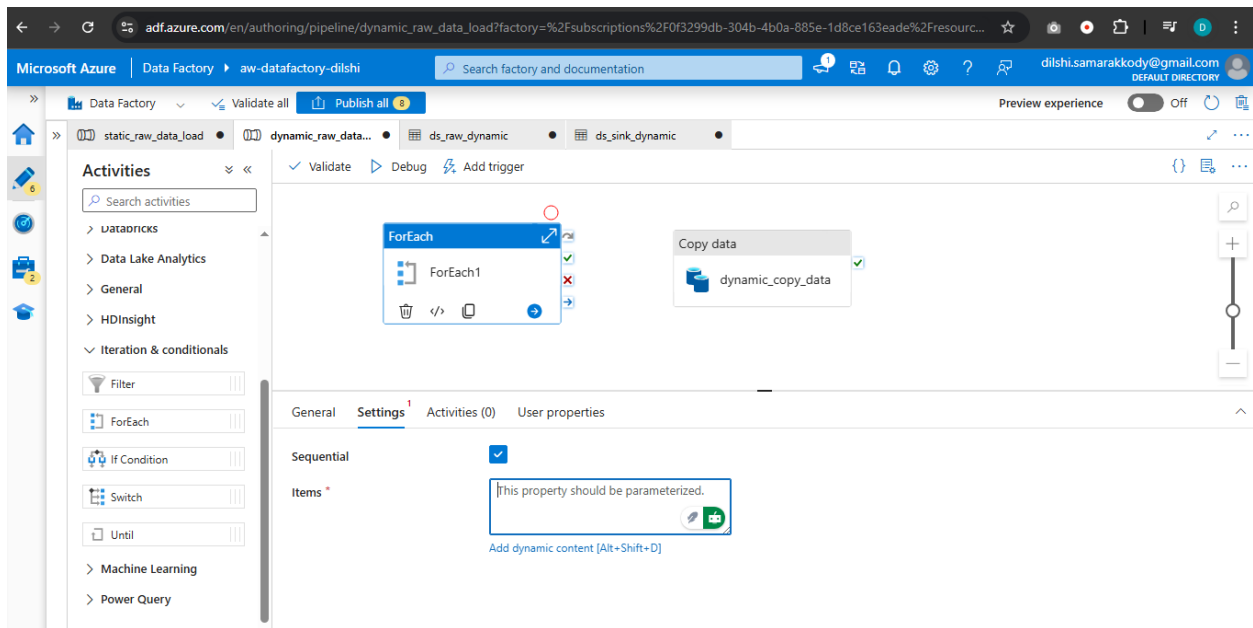 adf.azure.com/en/authoring/pipeline/dynamic_raw_data_load?factory=%2Fsubscriptions%2F0f3299db-304b-4b0a-885e-1d8ce163eade%2Fresourc...
D
Microsoft Azure
Data Factory
aw-datafactory-dilshi
Search factory and documentation
1
dilshi.samarakkody@gmail.com
DEFAULT DIRECTORY
Data Factory
Validate all
Publish all 8
Preview experience
Off
static_raw_data_load
dynamic_raw_data...
ds_raw_dynamic
ds_sink_dynamic
6
2
Activities
Search activities
Databricks
Data Lake Analytics
General
HDInsight
Iteration & conditionals
Filter
ForEach
If Condition
Switch
Until
Machine Learning
Power Query
Validate
Debug
Add trigger
{}
ForEach
ForEach1
</>
Copy data
dynamic_copy_data
General
Settings 1
Activities (0)
User properties
Sequential
Items *
This property should be parameterized.
Add dynamic content [Alt+Shift+D]